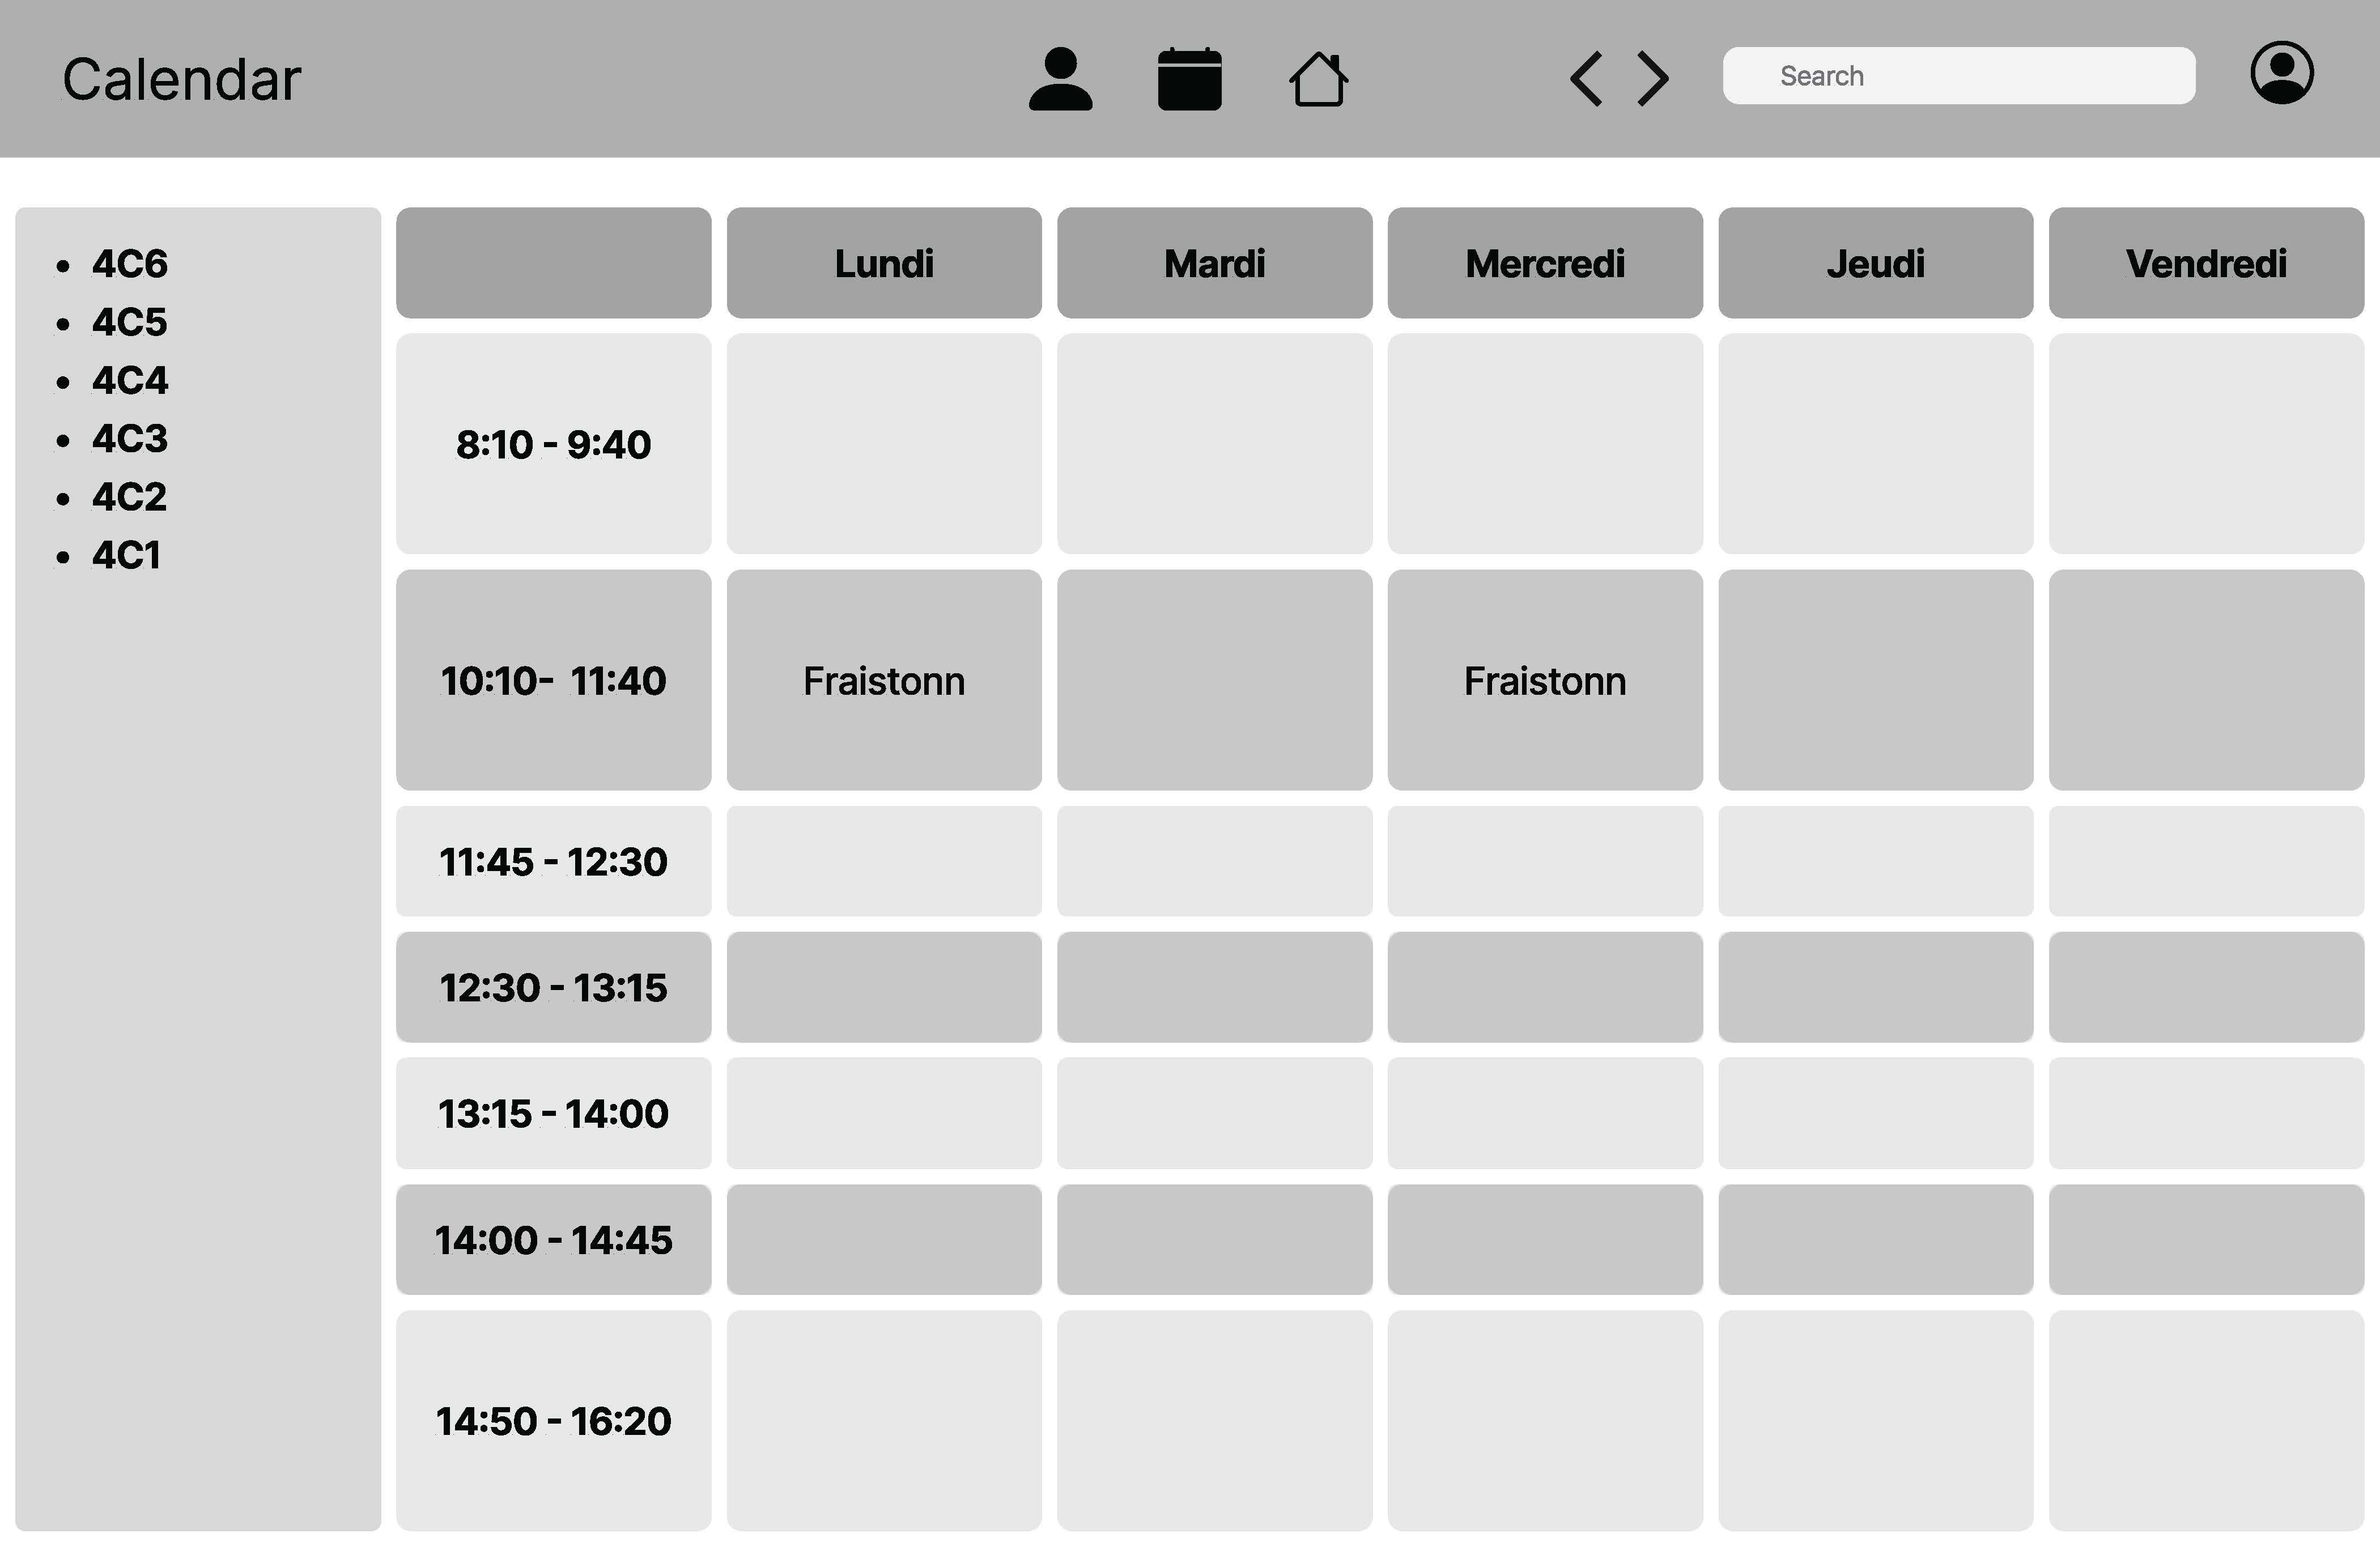 Calendar
Search
4C6
4C5
4C4
4C3
4C2
4C1
Lundi Mardi Mercredi Jeudi Vendredi
8:10 - 9:40
10:10- 11:40 Fraistonn Fraistonn
11:45 - 12:30
12:30 - 13:15
13:15 - 14:00
14:00 - 14:45
14:50 - 16:20